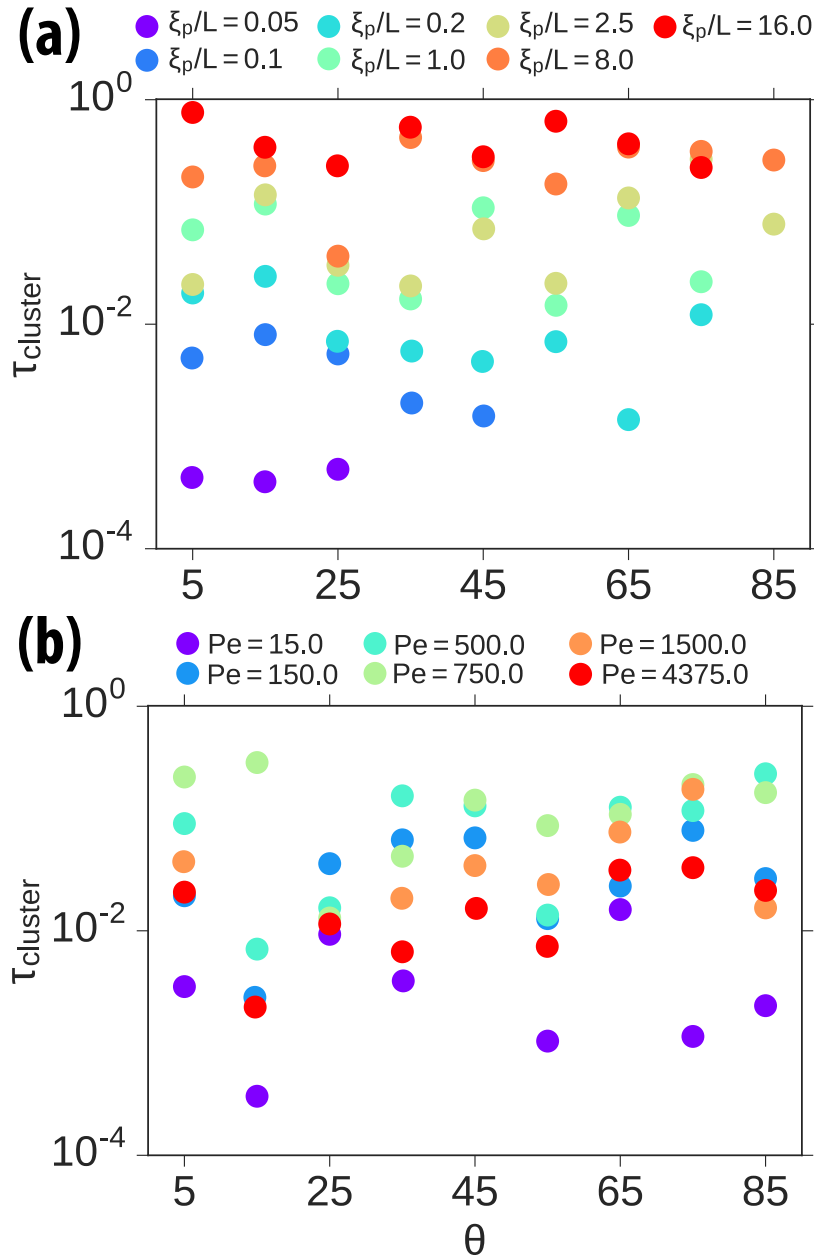 (a)
ξp/L = 0.05 ξp/L = 0.2 ξp/L = 2.5 ξp/L = 16.0
ξp/L = 0.1 ξp/L = 1.0 ξp/L = 8.0
10^0
10^-2
10^-4
τcluster
5 25 45 65 85
(b)
Pe = 15.0 Pe = 500.0 Pe = 1500.0
Pe = 150.0 Pe = 750.0 Pe = 4375.0
10^0
10^-2
10^-4
τcluster
5 25 45 65 85
θ